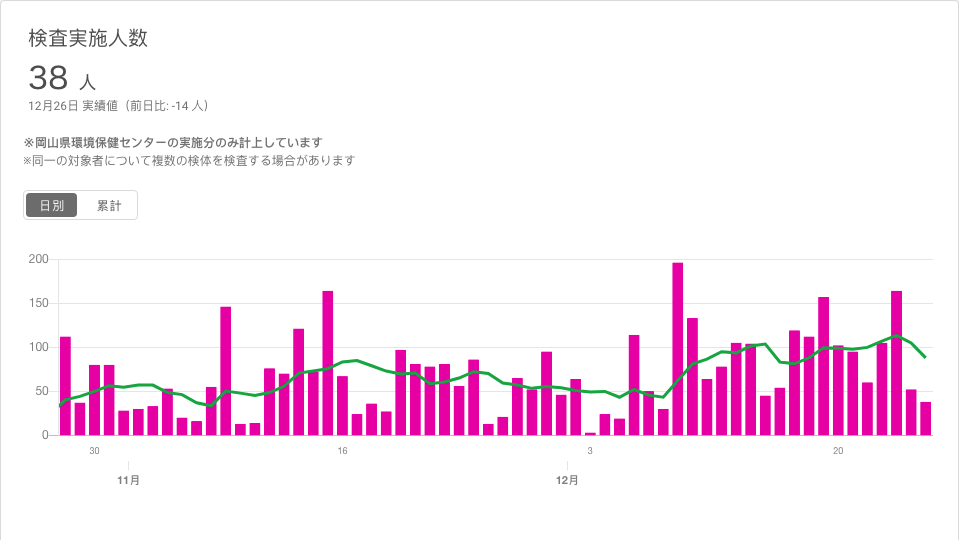 検査実施人数
38 人
12月26日 実績値（前日比: -14 人）
※岡山県環境保健センターの実施分のみ計上しています
※同一の対象者について複数の検体を検査する場合があります
日別 累計
200
150
100
50
0
30 16 3 20
11月 12月